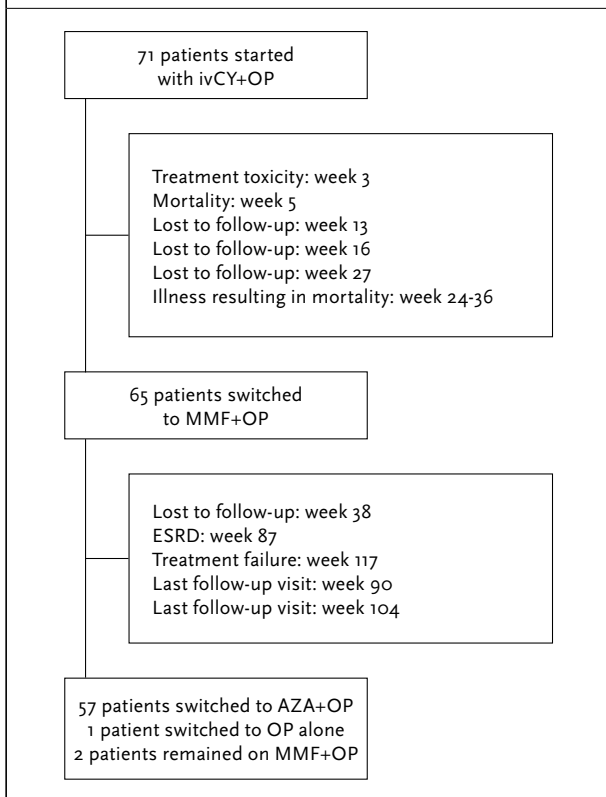 71 patients started
with ivCY+OP
Treatment toxicity: week 3
Mortality: week 5
Lost to follow-up: week 13
Lost to follow-up: week 16
Lost to follow-up: week 27
Illness resulting in mortality: week 24-36
65 patients switched
to MMF+OP
Lost to follow-up: week 38
ESRD: week 87
Treatment failure: week 117
Last follow-up visit: week 90
Last follow-up visit: week 104
57 patients switched to AZA+OP
1 patient switched to OP alone
2 patients remained on MMF+OP